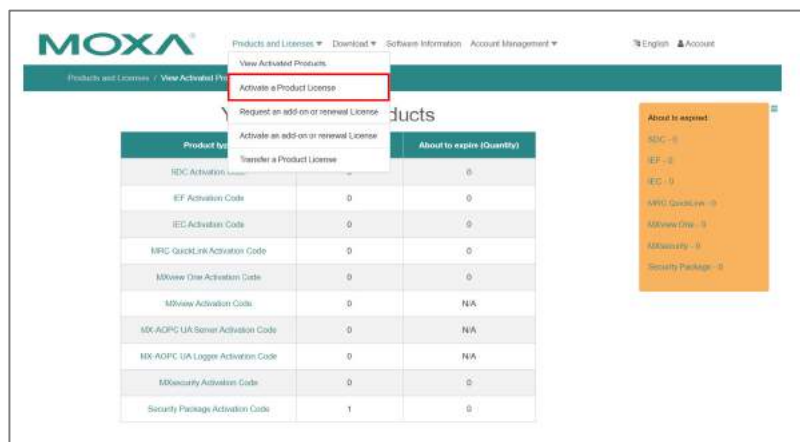 MOXA
Products and Licenses Download Software Information Account Management English Account
View Activated Products
Products and Licenses / View Activated
Activate a Product License
Request an add-on or renewal License
ducts
Activate an add-on or renewal License
Transfer a Product License
Product About to expire (Quantity)
SDC Activation 0
IEF Activation Code 0 0
IEC Activation Code 0 0
MRC QuickLink Activation Code 0 0
MXview One Activation Code 0 0
MXview Activation Code 0 N/A
MX-AOPC UA Server Activation Code 0 N/A
MX-AOPC UA Logger Activation Code 0 N/A
MXsecurity Activation Code 0 0
Security Package Activation Code 1 0
About to expired:
SDC - 0
IEF - 0
IEC - 0
MRC QuickLink - 0
MXview One - 0
MXsecurity - 0
Security Package - 0